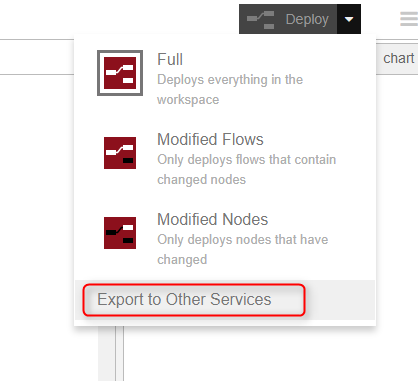 Deploy
chart
Full
Deploys everything in the
workspace
Modified Flows
Only deploys flows that contain
changed nodes
Modified Nodes
Only deploys nodes that have
changed
Export to Other Services